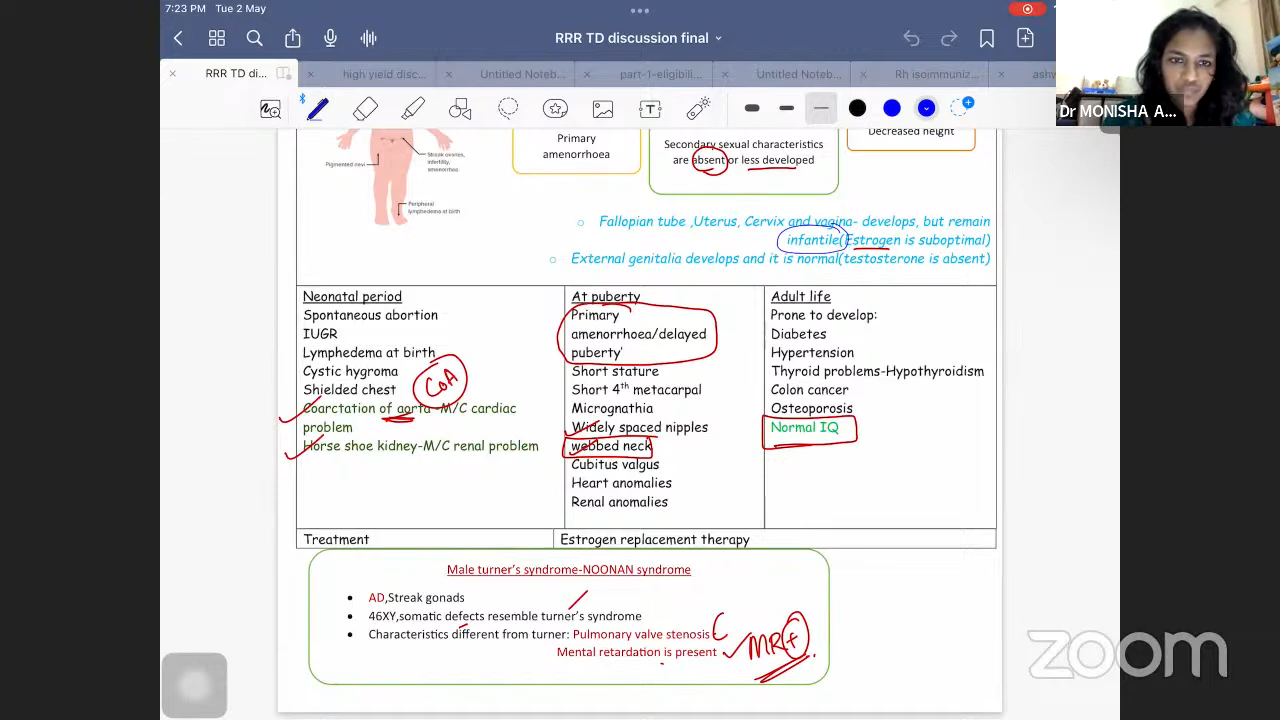 7:23 PM Tue 2 May
RRR TD discussion final
RRR TD di...
high yield disc...
Untitled Noteb...
part-1-eligibili...
Untitled Noteb...
Rh isoimmuniz...
ashw
Dr MONISHA A...
Pigmented nevi
Streak ovaries,
infertility,
amenorrhoea
Peripheral
lymphedema at birth
Primary
amenorrhoea
Secondary sexual characteristics
are absent or less developed
Decreased height
Fallopian tube ,Uterus, Cervix and vagina- develops, but remain
infantile(Estrogen is suboptimal)
External genitalia develops and it is normal(testosterone is absent)
Neonatal period
Spontaneous abortion
IUGR
Lymphedema at birth
Cystic hygroma
Shielded chest
CoA
Coarctation of aorta -M/C cardiac
problem
Horse shoe kidney-M/C renal problem
At puberty
Primary
amenorrhoea/delayed
puberty'
Short stature
Short 4th metacarpal
Micrognathia
Widely spaced nipples
webbed neck
Cubitus valgus
Heart anomalies
Renal anomalies
Adult life
Prone to develop:
Diabetes
Hypertension
Thyroid problems-Hypothyroidism
Colon cancer
Osteoporosis
Normal IQ
Treatment
Estrogen replacement therapy
Male turner's syndrome-NOONAN syndrome
AD,Streak gonads
46XY,somatic defects resemble turner's syndrome
Characteristics different from turner: Pulmonary valve stenosis
Mental retardation is present
MR+
zoom